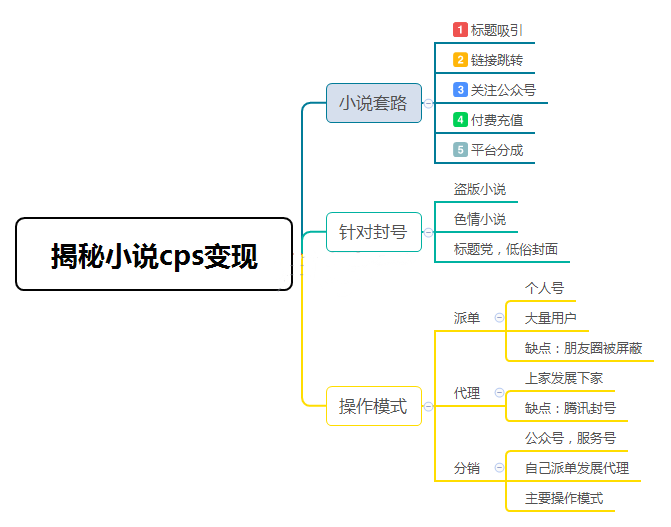 揭秘小说cps变现
小说套路
1 标题吸引
2 链接跳转
3 关注公众号
4 付费充值
5 平台分成
针对封号
盗版小说
色情小说
标题党，低俗封面
操作模式
派单
个人号
大量用户
缺点：朋友圈被屏蔽
代理
上家发展下家
缺点：腾讯封号
分销
公众号，服务号
自己派单发展代理
主要操作模式